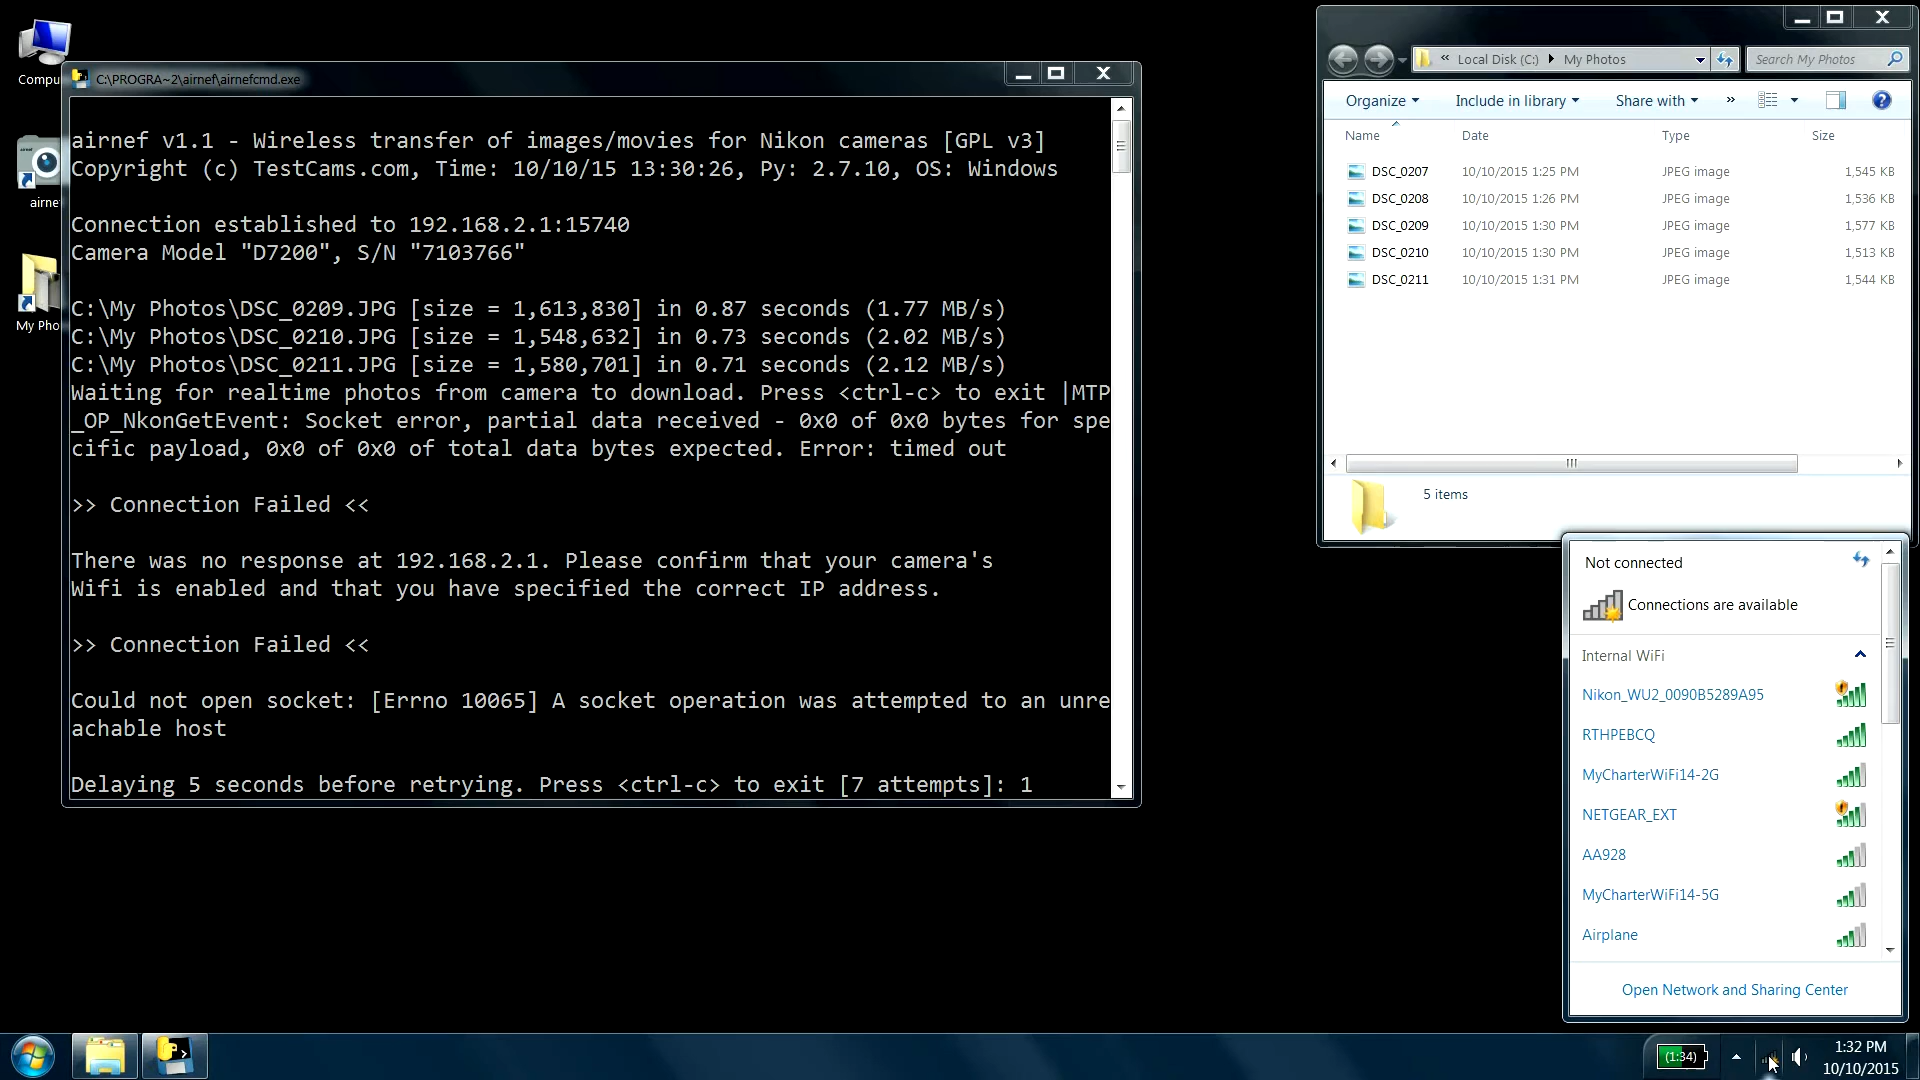 Compu
airne
My Pho
C:\PROGRA~2\airnef\airnefcmd.exe
airnef v1.1 - Wireless transfer of images/movies for Nikon cameras [GPL v3]
Copyright (c) TestCams.com, Time: 10/10/15 13:30:26, Py: 2.7.10, OS: Windows
Connection established to 192.168.2.1:15740
Camera Model "D7200", S/N "7103766"
C:\My Photos\DSC_0209.JPG [size = 1,613,830] in 0.87 seconds (1.77 MB/s)
C:\My Photos\DSC_0210.JPG [size = 1,548,632] in 0.73 seconds (2.02 MB/s)
C:\My Photos\DSC_0211.JPG [size = 1,580,701] in 0.71 seconds (2.12 MB/s)
Waiting for realtime photos from camera to download. Press <ctrl-c> to exit |MTP
_OP_NkonGetEvent: Socket error, partial data received - 0x0 of 0x0 bytes for spe
cific payload, 0x0 of 0x0 of total data bytes expected. Error: timed out
>> Connection Failed <<
There was no response at 192.168.2.1. Please confirm that your camera's
Wifi is enabled and that you have specified the correct IP address.
>> Connection Failed <<
Could not open socket: [Errno 10065] A socket operation was attempted to an unre
achable host
Delaying 5 seconds before retrying. Press <ctrl-c> to exit [7 attempts]: 1
« Local Disk (C:) My Photos Search My Photos
Organize Include in library Share with »
Name Date Type Size
DSC_0207 10/10/2015 1:25 PM JPEG image 1,545 KB
DSC_0208 10/10/2015 1:26 PM JPEG image 1,536 KB
DSC_0209 10/10/2015 1:30 PM JPEG image 1,577 KB
DSC_0210 10/10/2015 1:30 PM JPEG image 1,513 KB
DSC_0211 10/10/2015 1:31 PM JPEG image 1,544 KB
5 items
Not connected
Connections are available
Internal WiFi
Nikon_WU2_0090B5289A95
RTHPEBCQ
MyCharterWiFi14-2G
NETGEAR_EXT
AA928
MyCharterWiFi14-5G
Airplane
Open Network and Sharing Center
(1:34)
1:32 PM
10/10/2015